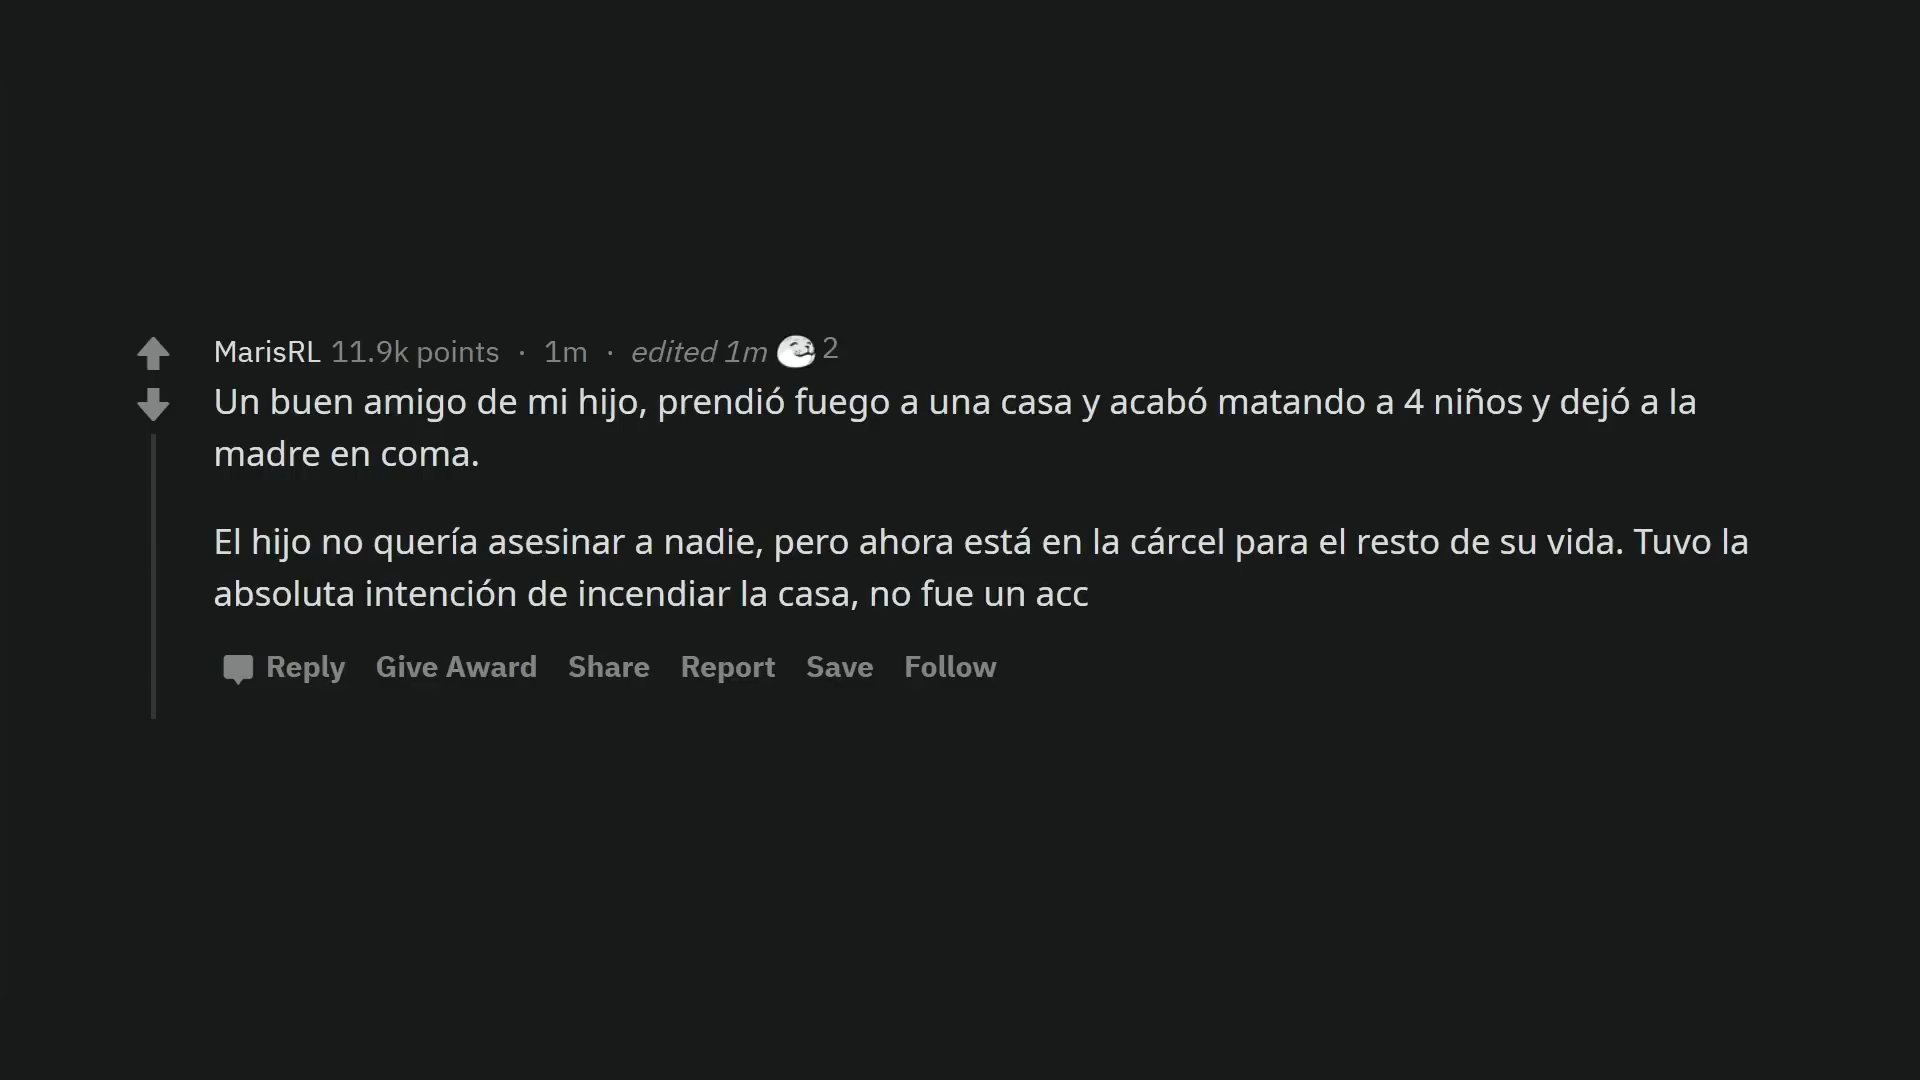 MarisRL 11.9k points · 1m · edited 1m 2
Un buen amigo de mi hijo, prendió fuego a una casa y acabó matando a 4 niños y dejó a la
madre en coma.
El hijo no quería asesinar a nadie, pero ahora está en la cárcel para el resto de su vida. Tuvo la
absoluta intención de incendiar la casa, no fue un acc
Reply Give Award Share Report Save Follow